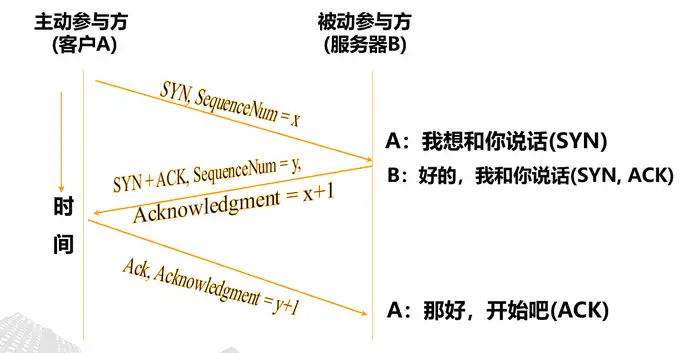 主动参与方
(客户A)
被动参与方
(服务器B)
SYN, SequenceNum = x
A：我想和你说话(SYN)
SYN＋ACK, SequenceNum = y,
B：好的，我和你说话(SYN, ACK)
Acknowledgment = x+1
时
间
Ack, Acknowledgment = y+1
A：那好，开始吧(ACK)